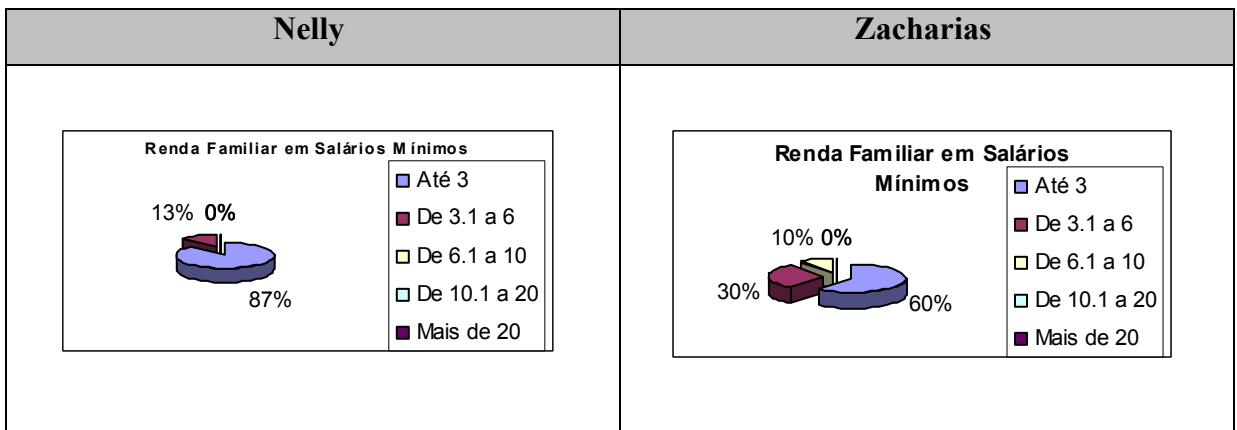 Nelly
Zacharias
Renda Familiar em Salários Mínimos
Até 3
De 3.1 a 6
De 6.1 a 10
De 10.1 a 20
Mais de 20
13% 0%
87%
Renda Familiar em Salários
Mínimos
Até 3
De 3.1 a 6
De 6.1 a 10
De 10.1 a 20
Mais de 20
10% 0%
30%
60%